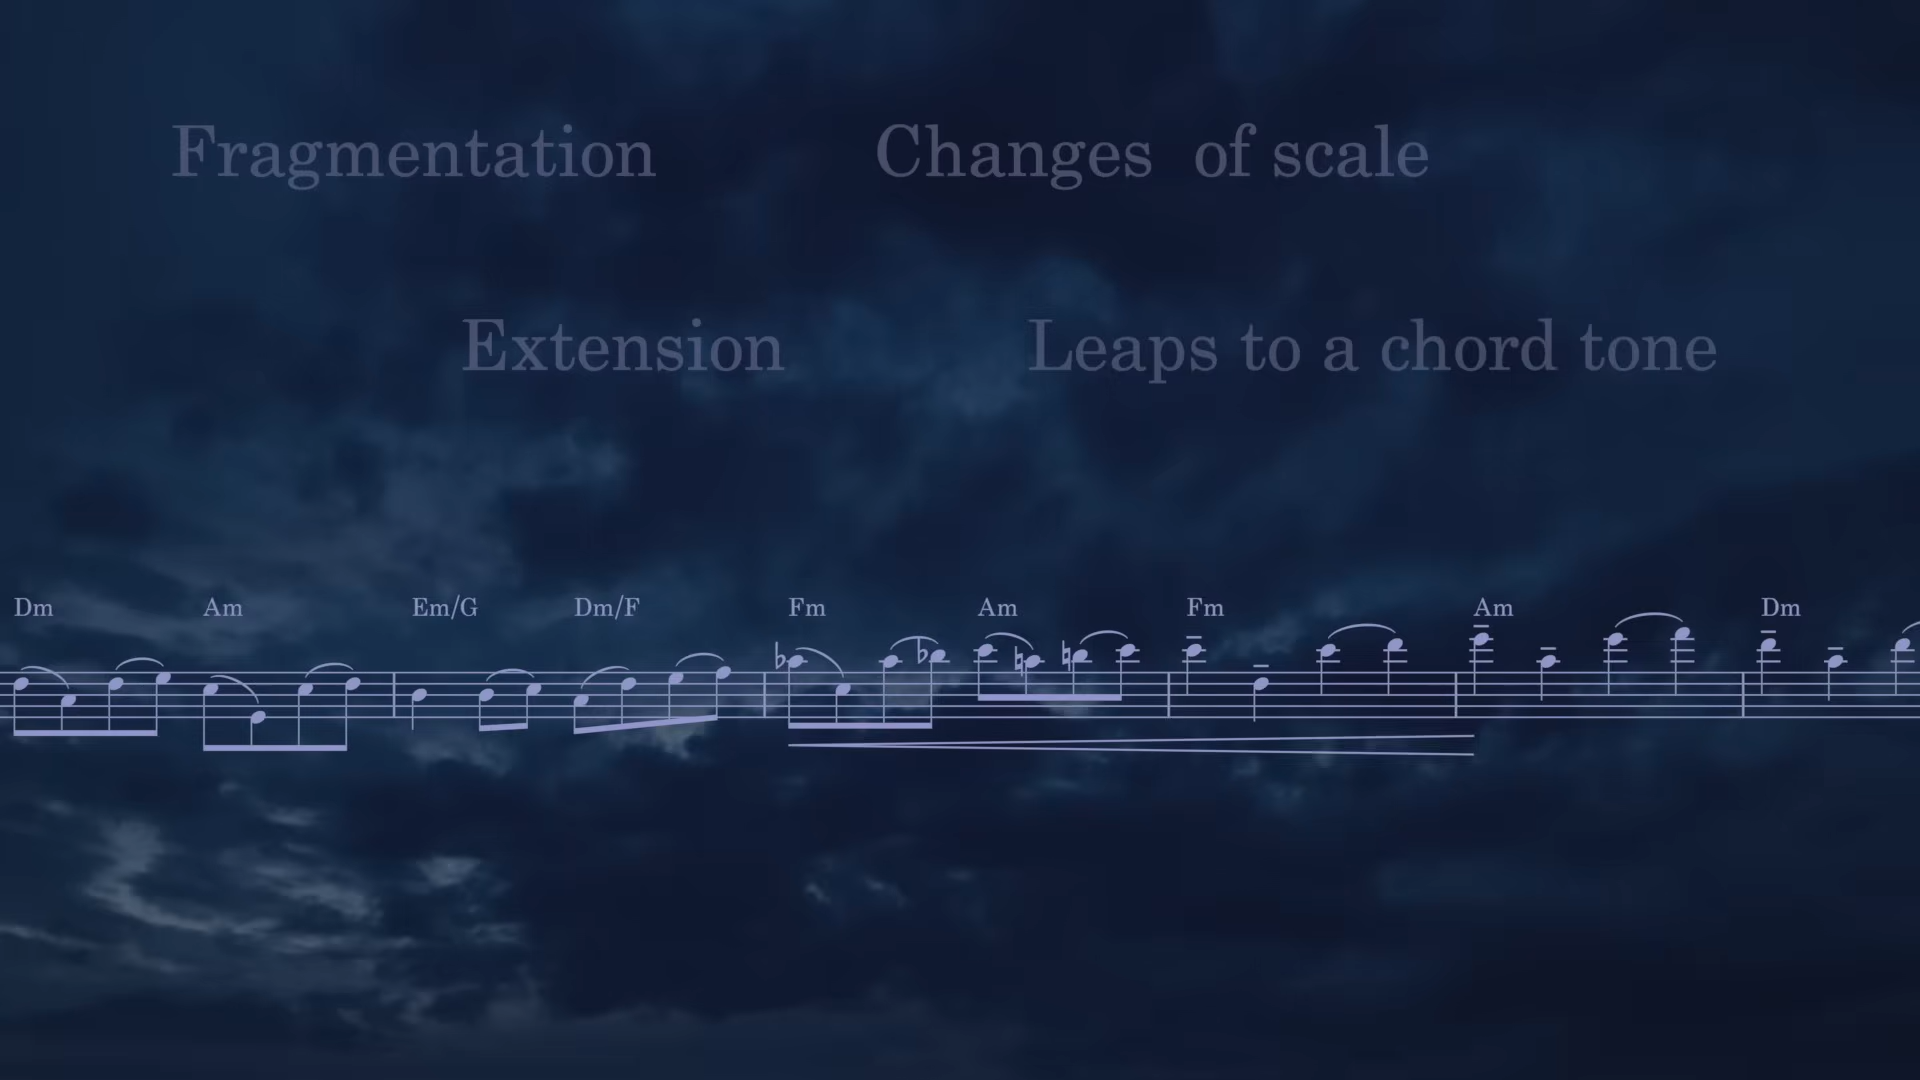 Fragmentation Changes of scale
Extension Leaps to a chord tone
Dm Am Em/G Dm/F Fm Am Fm Am Dm